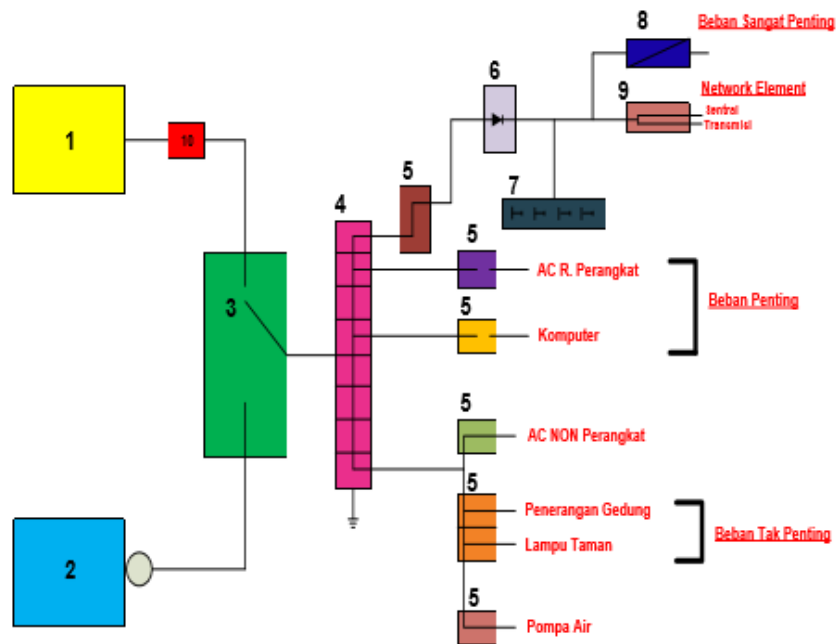 8
Beban Sangat Penting
6
9
Network Element
Sentral
Transmisi
1
10
5
7
4
5
AC R. Perangkat
Beban Penting
3
5
Komputer
5
AC NON Perangkat
5
Penerangan Gedung
Beban Tak Penting
Lampu Taman
2
5
Pompa Air